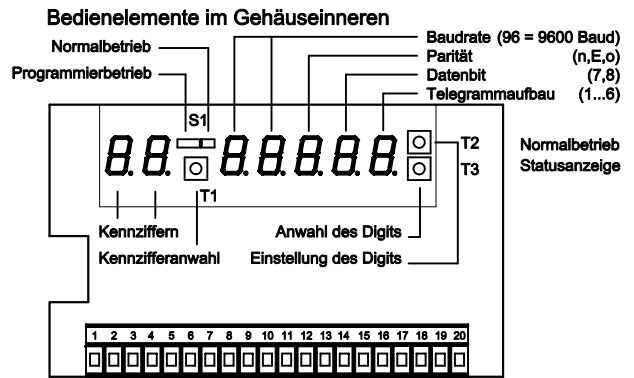 Bedienelemente im Gehäuseinneren
Normalbetrieb
Programmierbetrieb
Baudrate (96 = 9600 Baud)
Parität (n,E,o)
Datenbit (7,8)
Telegrammaufbau (1...6)
S1
8.8. 8.8.8.8.8.
T1
T2
T3
Normalbetrieb
Statusanzeige
Kennziffern
Kennzifferanwahl
Anwahl des Digits
Einstellung des Digits
1 2 3 4 5 6 7 8 9 10 11 12 13 14 15 16 17 18 19 20